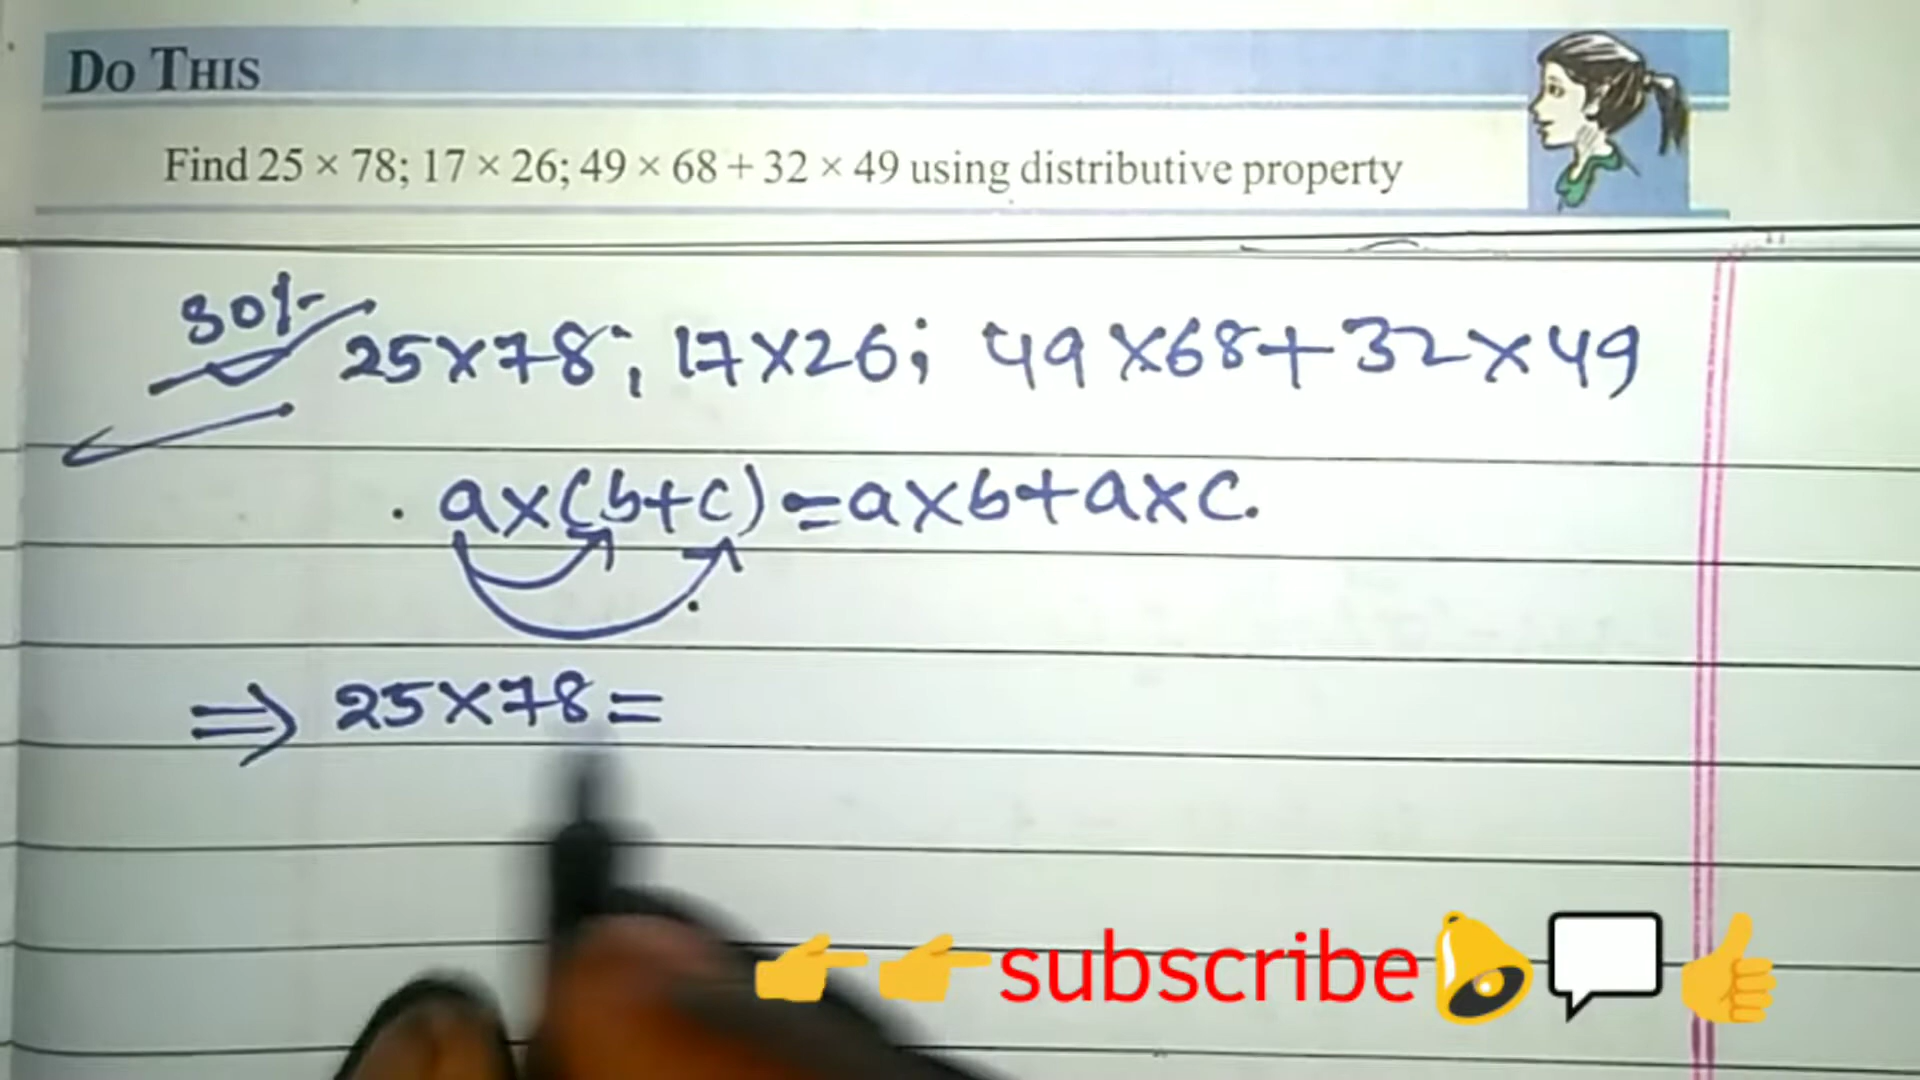 DO THIS
Find 25 × 78; 17 × 26; 49 × 68 + 32 × 49 using distributive property
Sol-
25×78; 17×26; 49×68+32×49
a×(b+c)=a×b+a×c.
⇒ 25×78=
👉👉subscribe🔔💬👍